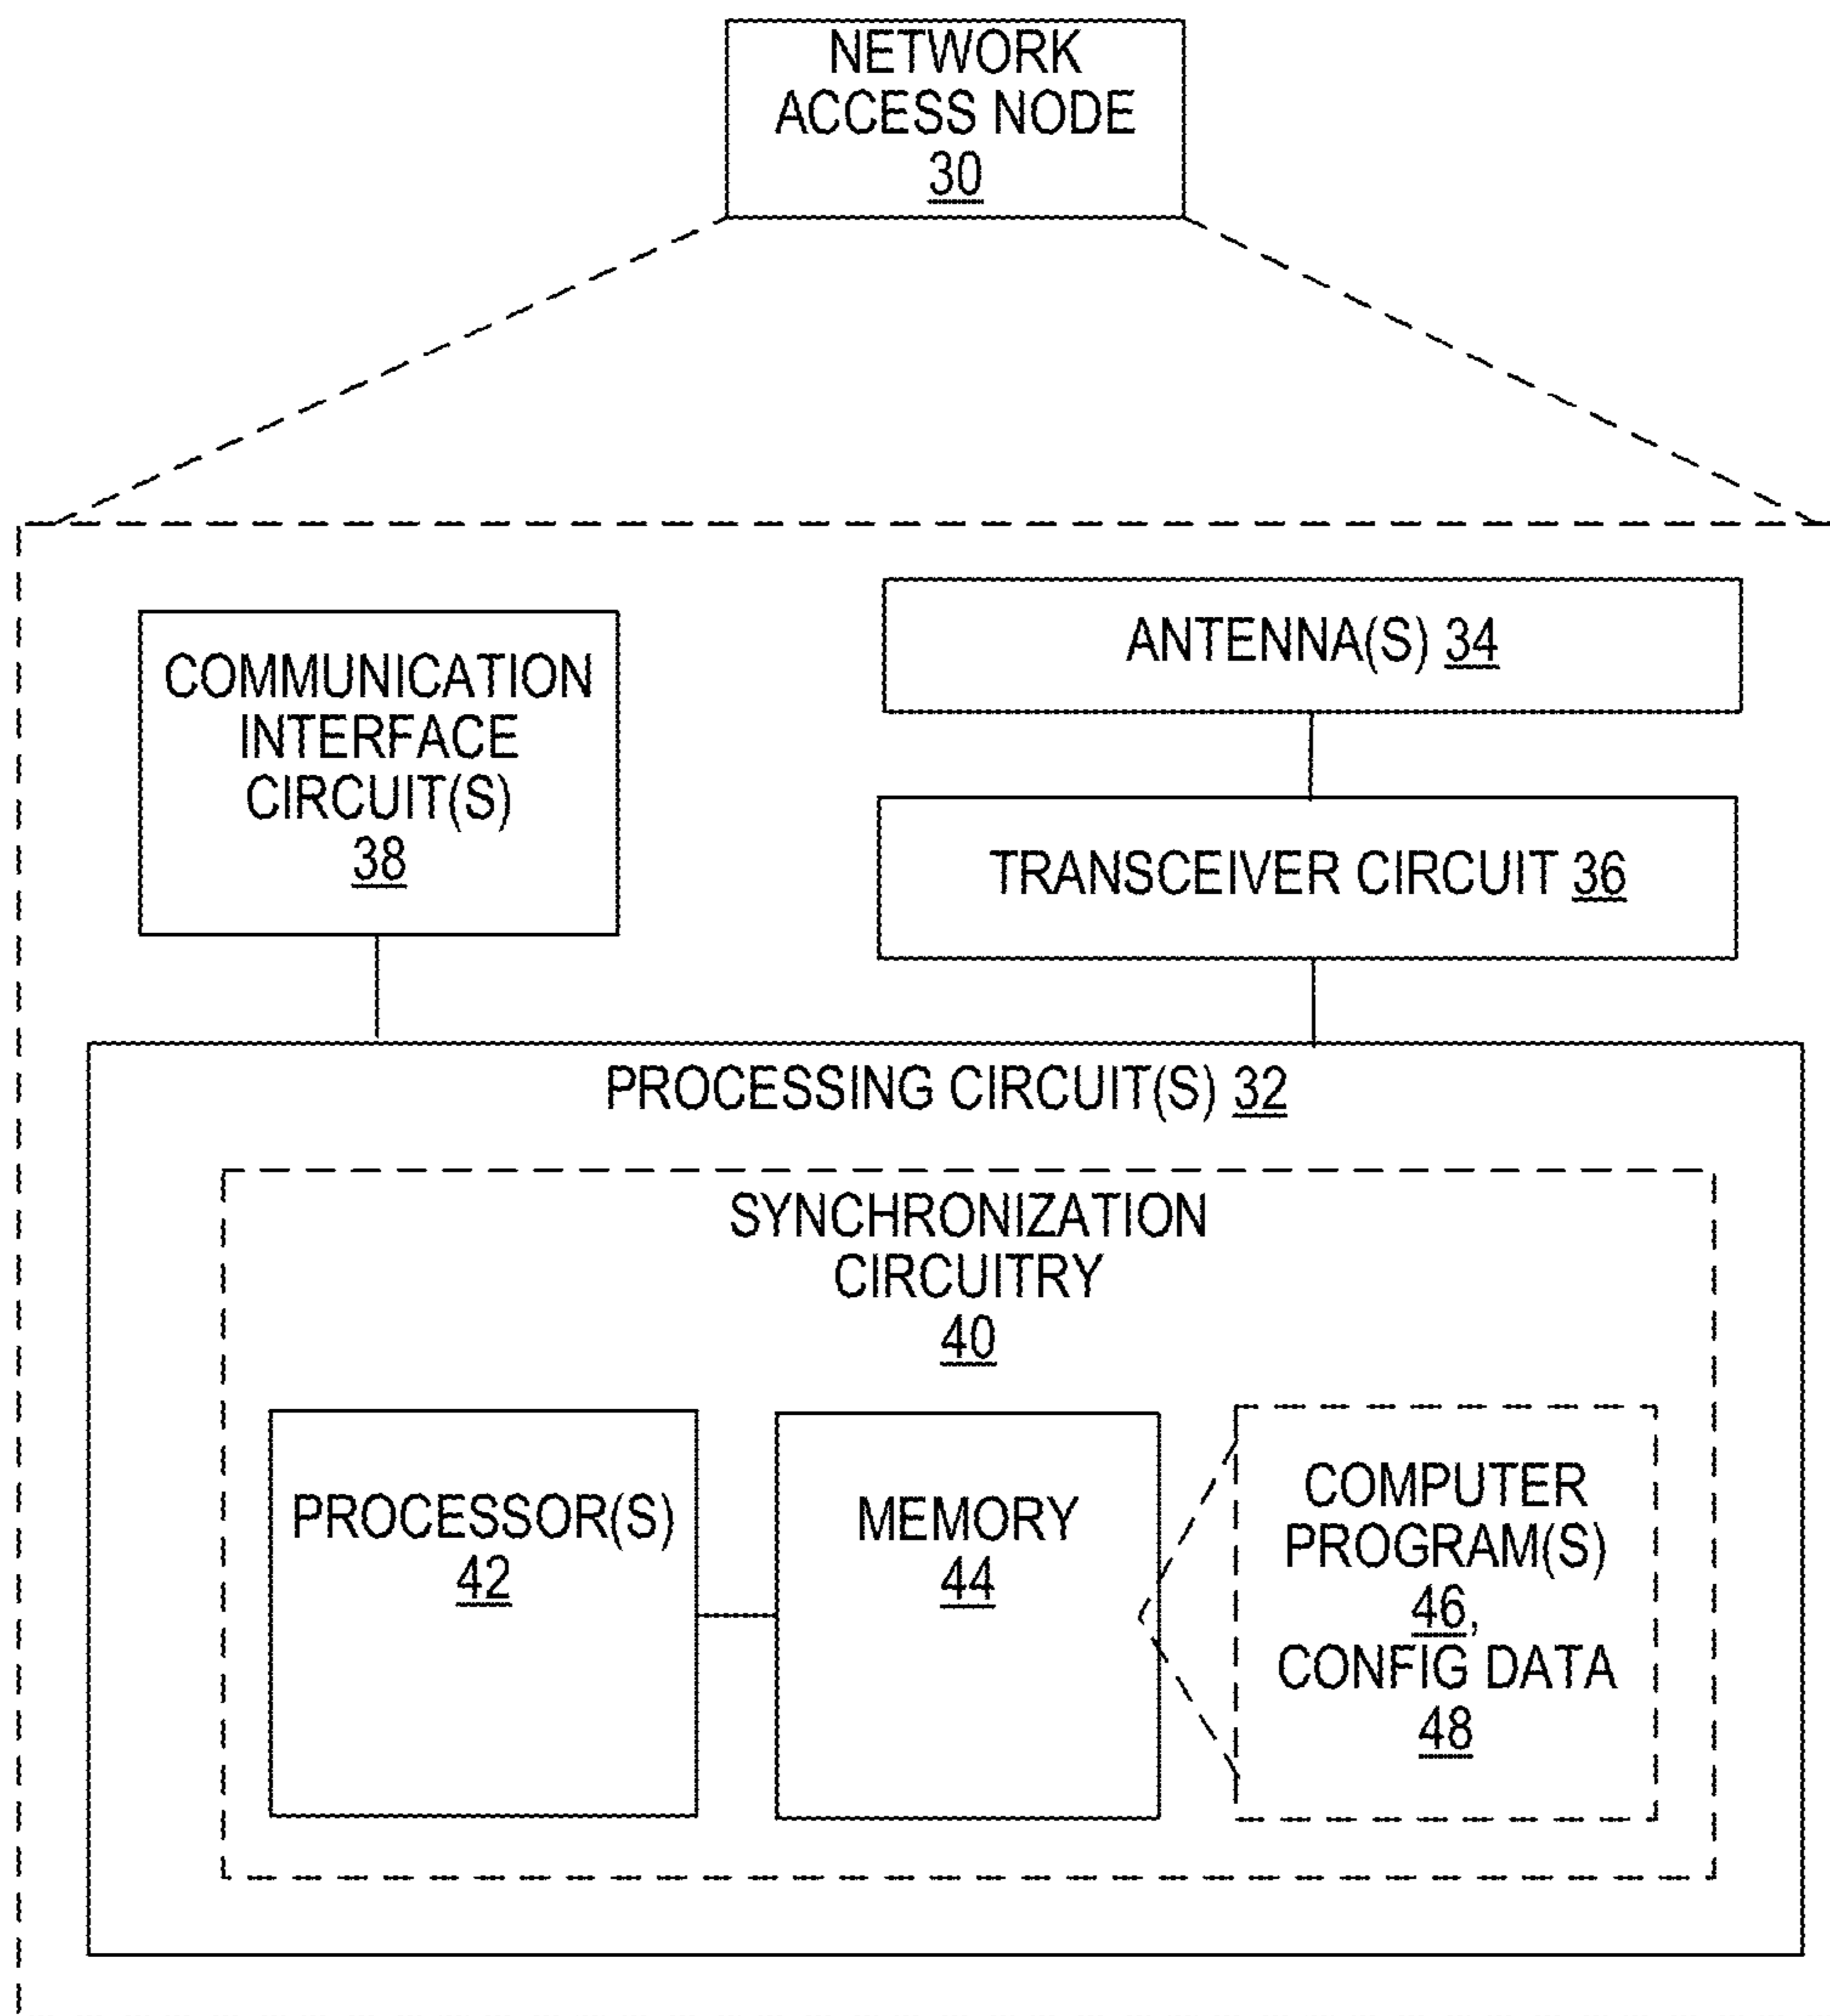 NETWORK
ACCESS NODE
30
ANTENNA(S) 34
COMMUNICATION
INTERFACE
CIRCUIT(S)
38
TRANSCEIVER CIRCUIT 36
PROCESSING CIRCUIT(S) 32
SYNCHRONIZATION
CIRCUITRY
40
PROCESSOR(S)
42
MEMORY
44
COMPUTER
PROGRAM(S)
46,
CONFIG DATA
48